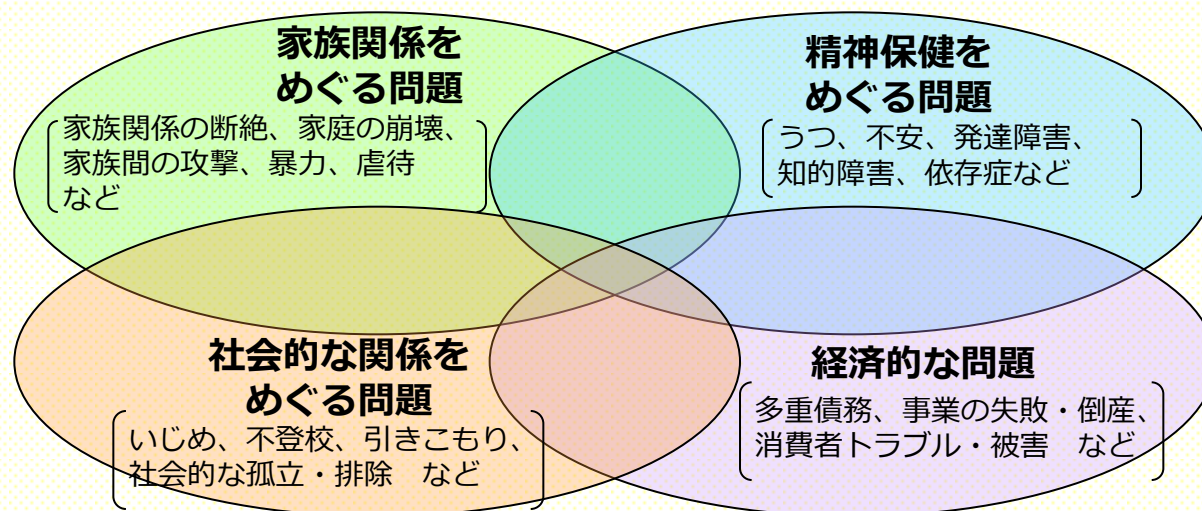 家族関係を
めぐる問題
家族関係の断絶、家庭の崩壊、
家族間の攻撃、暴力、虐待
など
精神保健を
めぐる問題
うつ、不安、発達障害、
知的障害、依存症など
社会的な関係を
めぐる問題
いじめ、不登校、引きこもり、
社会的な孤立・排除　など
経済的な問題
多重債務、事業の失敗・倒産、
消費者トラブル・被害　など